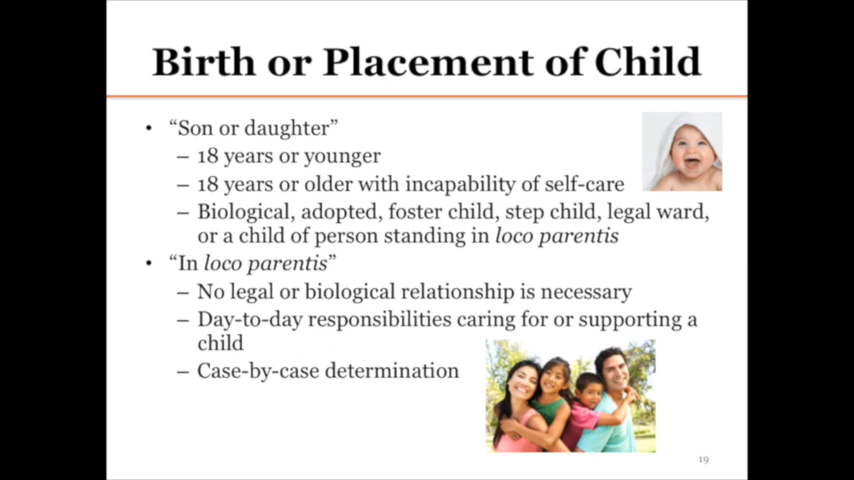 Birth or Placement of Child
• “Son or daughter”
– 18 years or younger
– 18 years or older with incapability of self-care
– Biological, adopted, foster child, step child, legal ward,
or a child of person standing in loco parentis
• “In loco parentis”
– No legal or biological relationship is necessary
– Day-to-day responsibilities caring for or supporting a
child
– Case-by-case determination
19